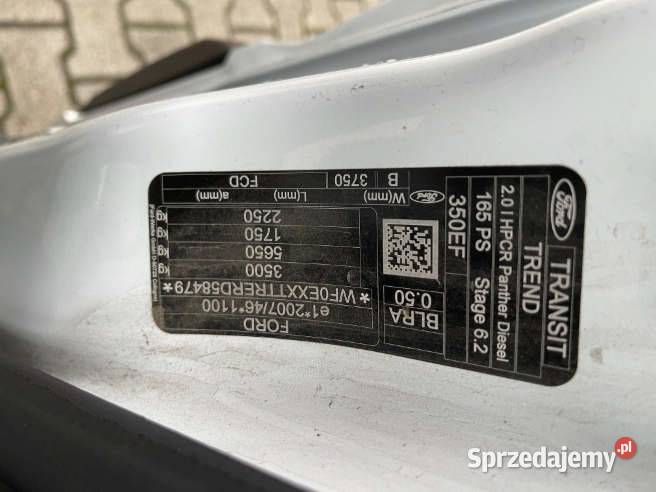 Ford
TRANSIT
TREND
2.0 l HPCR Panther Diesel
165 PS Stage 6.2
350EF
BLRA
0.50
FORD
e1*2007/46*1100
*WF0EXXTTRERD58479*
3500 kg
5650 kg
1750 kg
2250 kg
Ford W(mm) L(mm) a(mm)
B 3750 FCD
Sprzedajemy.pl